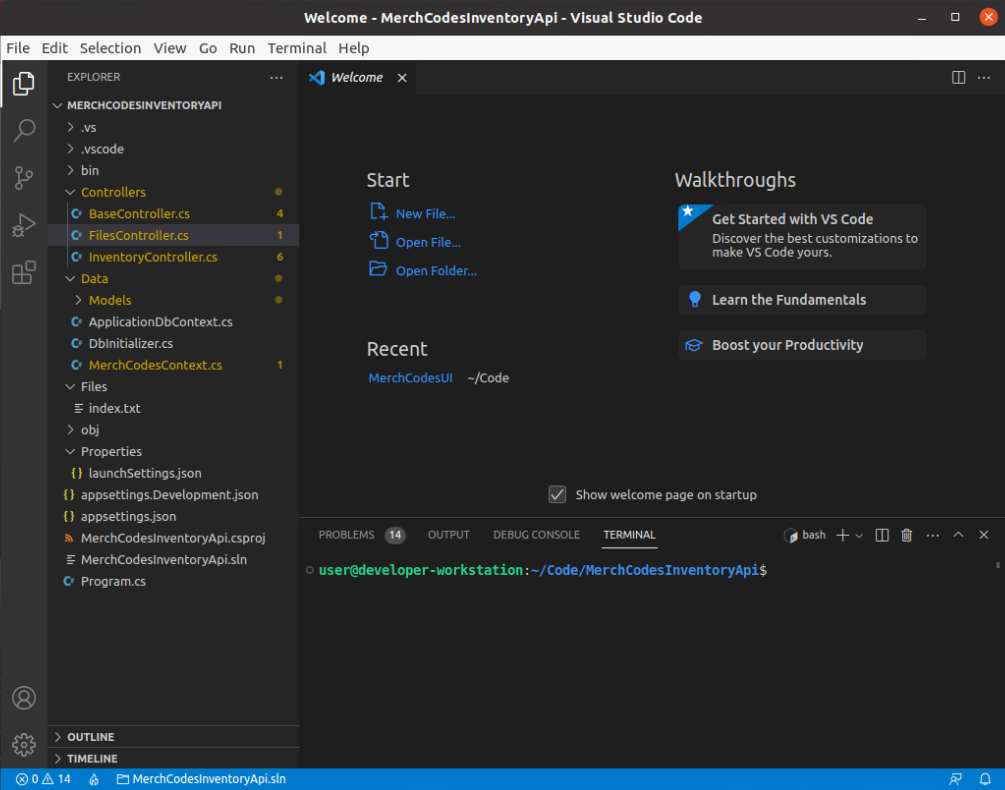 Welcome - MerchCodesInventoryApi - Visual Studio Code
File Edit Selection View Go Run Terminal Help
EXPLORER
MERCHCODESINVENTORYAPI
.vs
.vscode
bin
Controllers
BaseController.cs 4
FilesController.cs 1
InventoryController.cs 6
Data
Models
ApplicationDbContext.cs
DbInitializer.cs
MerchCodesContext.cs 1
Files
index.txt
obj
Properties
launchSettings.json
appsettings.Development.json
appsettings.json
MerchCodesInventoryApi.csproj
MerchCodesInventoryApi.sln
Program.cs
OUTLINE
TIMELINE
Welcome
Start
New File...
Open File...
Open Folder...
Recent
MerchCodesUI ~/Code
Walkthroughs
Get Started with VS Code
Discover the best customizations to
make VS Code yours.
Learn the Fundamentals
Boost your Productivity
Show welcome page on startup
PROBLEMS 14 OUTPUT DEBUG CONSOLE TERMINAL bash
user@developer-workstation:~/Code/MerchCodesInventoryApi$
0 14 MerchCodesInventoryApi.sln